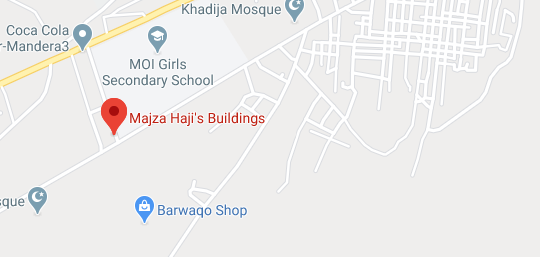 Khadija Mosque
Coca Cola
r-Mandera3
MOI Girls
Secondary School
Majza Haji's Buildings
sque
Barwaqo Shop